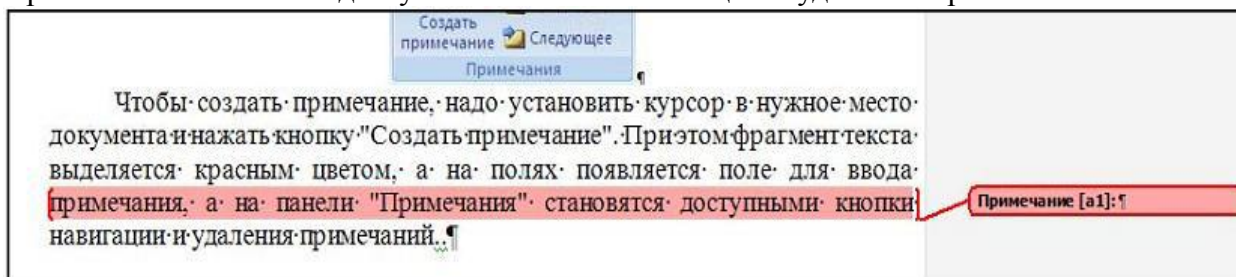 Создать
примечание Следующее
Примечания ¶
Чтобы·создать·примечание,·надо·установить·курсор·в·нужное·место·
документа·и·нажать·кнопку·"Создать·примечание".·При·этом·фрагмент·текста·
выделяется· красным· цветом,· а· на· полях· появляется· поле· для· ввода·
примечания,· а· на· панели· "Примечания"· становятся· доступными· кнопки· Примечание [a1]:¶
навигации·и·удаления·примечаний..¶